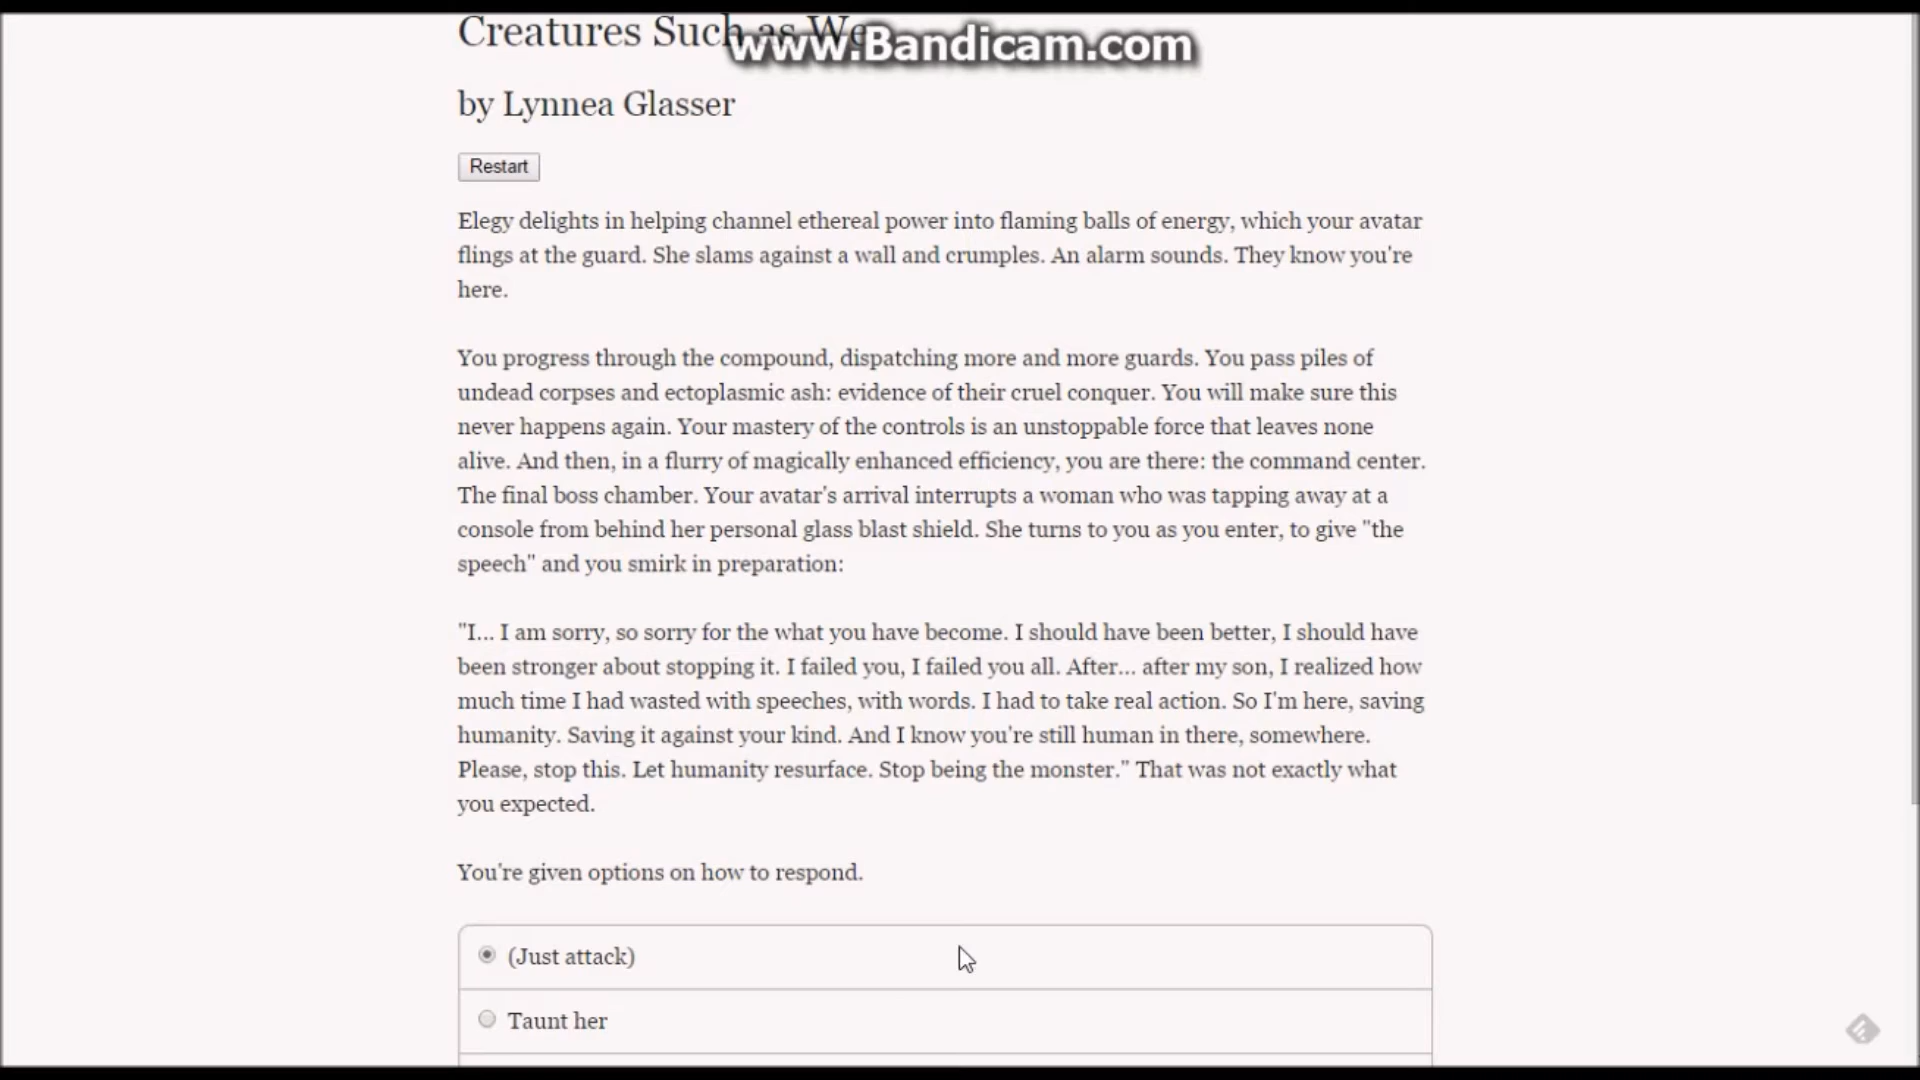 Creatures Such as We
www.Bandicam.com
by Lynnea Glasser
Restart
Elegy delights in helping channel ethereal power into flaming balls of energy, which your avatar
flings at the guard. She slams against a wall and crumples. An alarm sounds. They know you're
here.
You progress through the compound, dispatching more and more guards. You pass piles of
undead corpses and ectoplasmic ash: evidence of their cruel conquer. You will make sure this
never happens again. Your mastery of the controls is an unstoppable force that leaves none
alive. And then, in a flurry of magically enhanced efficiency, you are there: the command center.
The final boss chamber. Your avatar's arrival interrupts a woman who was tapping away at a
console from behind her personal glass blast shield. She turns to you as you enter, to give "the
speech" and you smirk in preparation:
"I... I am sorry, so sorry for the what you have become. I should have been better, I should have
been stronger about stopping it. I failed you, I failed you all. After... after my son, I realized how
much time I had wasted with speeches, with words. I had to take real action. So I'm here, saving
humanity. Saving it against your kind. And I know you're still human in there, somewhere.
Please, stop this. Let humanity resurface. Stop being the monster." That was not exactly what
you expected.
You're given options on how to respond.
(Just attack)
Taunt her